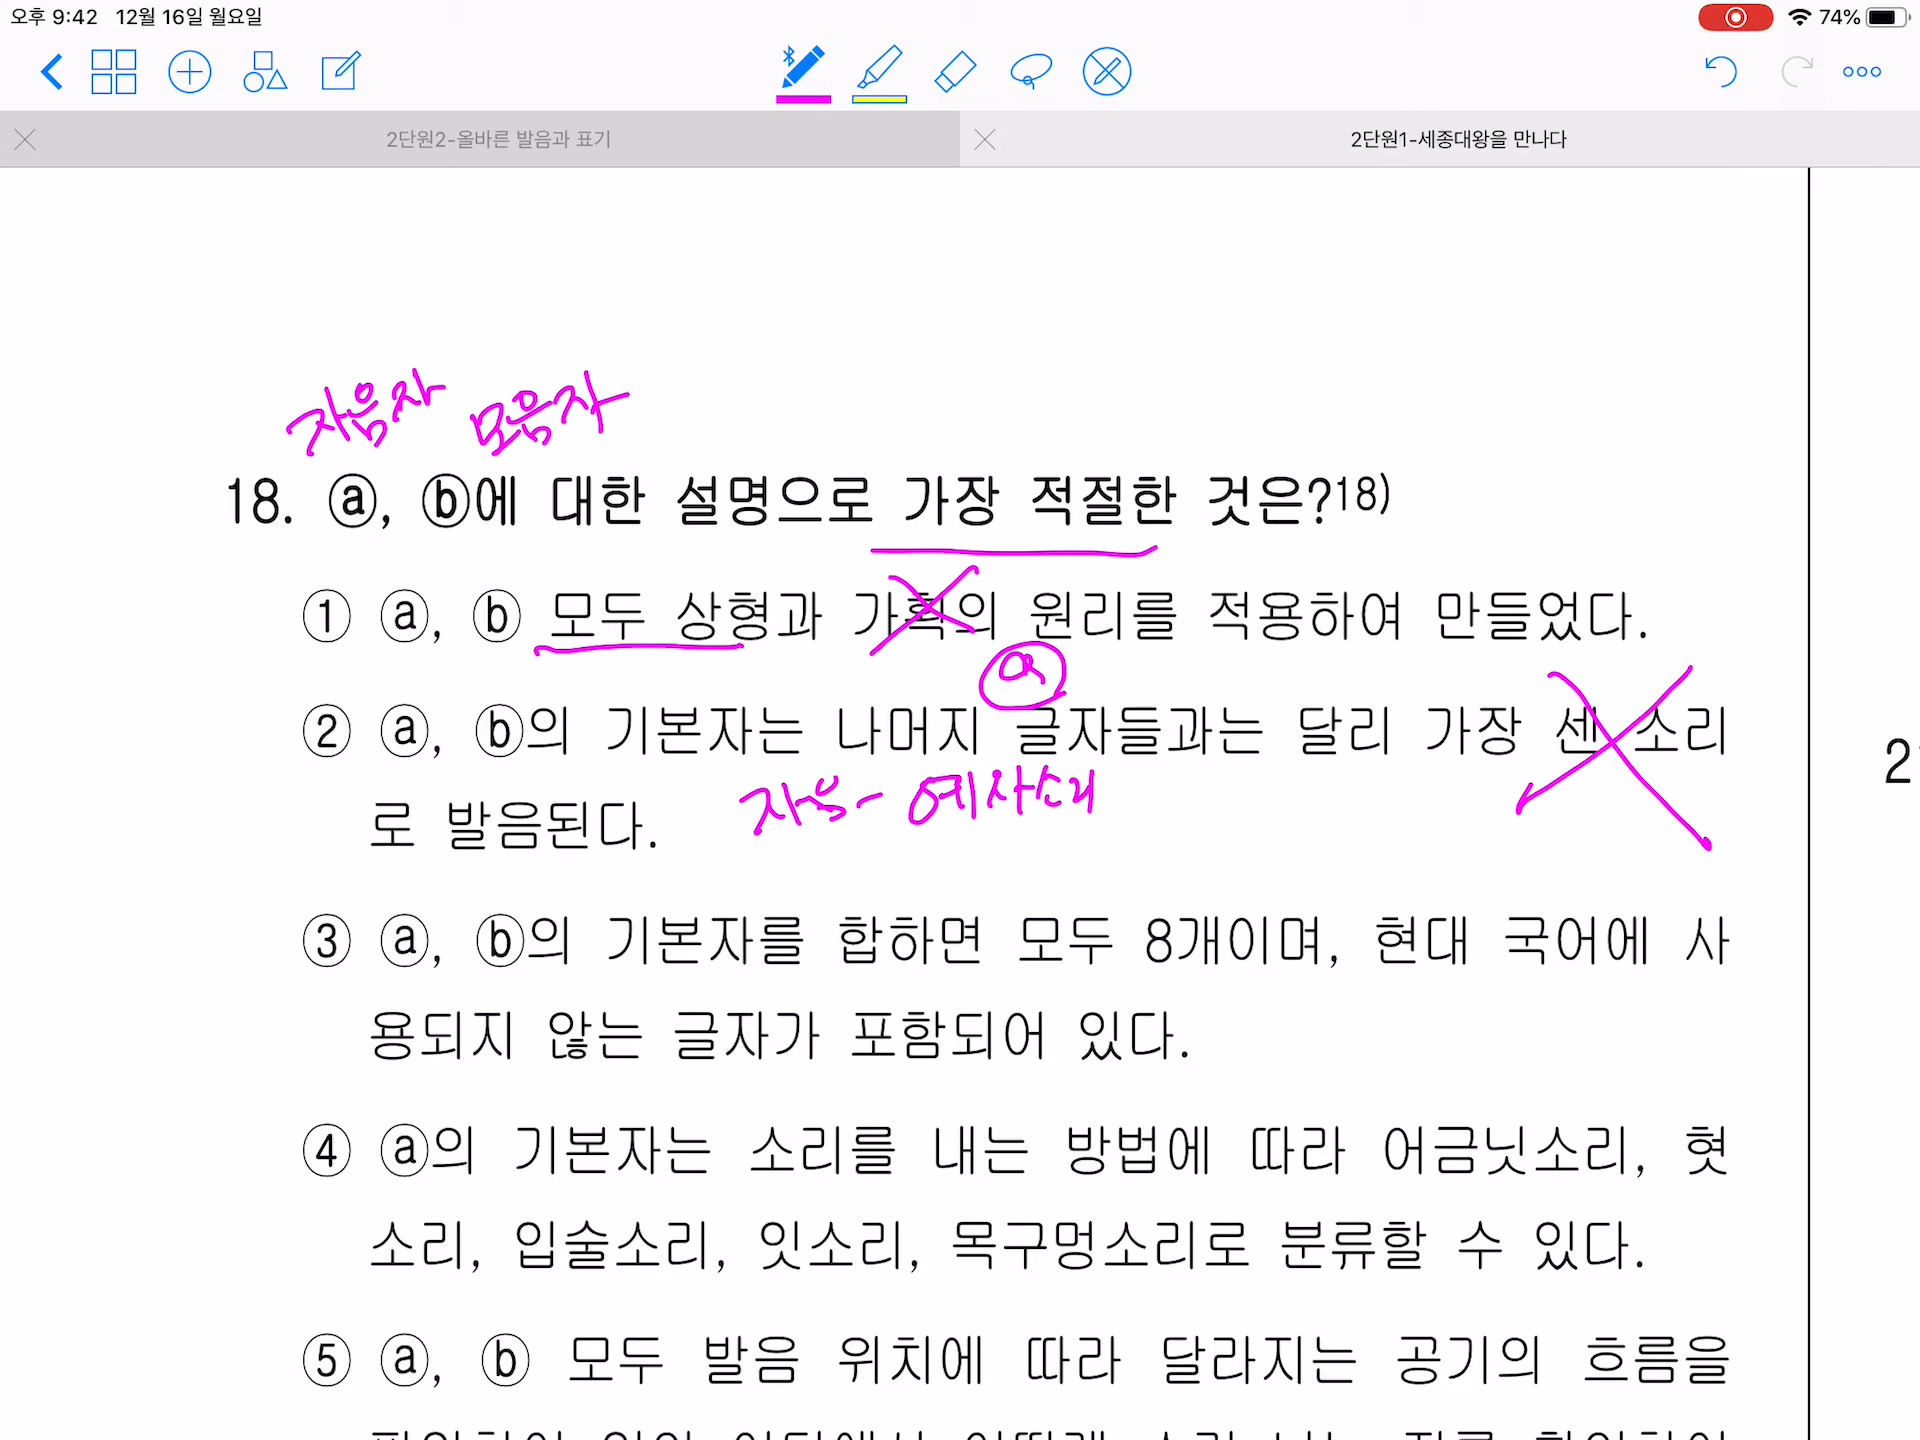 오후 9:42 12월 16일 월요일
74%
2단원2-올바른 발음과 표기
2단원1-세종대왕을 만나다
자음자 모음자
18. ⓐ, ⓑ에 대한 설명으로 가장 적절한 것은?18)
① ⓐ, ⓑ 모두 상형과 가획의 원리를 적용하여 만들었다.
② ⓐ, ⓑ의 기본자는 나머지 글자들과는 달리 가장 센 소리
로 발음된다.
자음- 예사소리
③ ⓐ, ⓑ의 기본자를 합하면 모두 8개이며, 현대 국어에 사
용되지 않는 글자가 포함되어 있다.
④ ⓐ의 기본자는 소리를 내는 방법에 따라 어금닛소리, 혓
소리, 입술소리, 잇소리, 목구멍소리로 분류할 수 있다.
⑤ ⓐ, ⓑ 모두 발음 위치에 따라 달라지는 공기의 흐름을
2